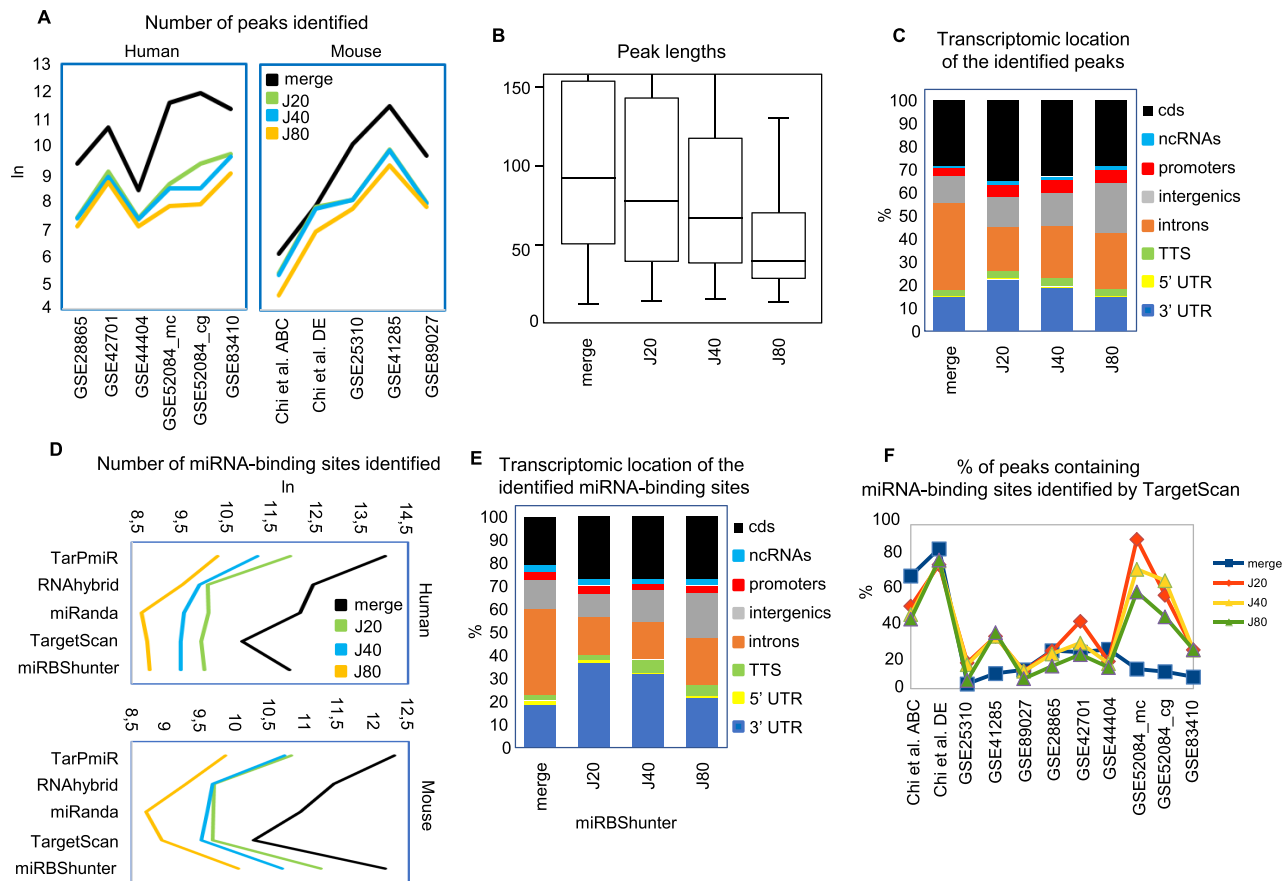 A
Number of peaks identified
Human
Mouse
13
12
11
10
9
8
7
6
5
4
ln
merge
J20
J40
J80
GSE28865
GSE42701
GSE44404
GSE52084_mc
GSE52084_cg
GSE83410
Chi et al. ABC
Chi et al. DE
GSE25310
GSE41285
GSE89027
B
Peak lengths
150
100
50
0
merge
J20
J40
J80
C
Transcriptomic location
of the identified peaks
100
90
80
70
60
50
40
30
20
10
0
%
merge
J20
J40
J80
cds
ncRNAs
promoters
intergenics
introns
TTS
5' UTR
3' UTR
D
Number of miRNA-binding sites identified
ln
8,5
9,5
10,5
11,5
12,5
13,5
14,5
TarPmiR
RNAhybrid
miRanda
TargetScan
miRBShunter
merge
J20
J40
J80
Human
8,5
9
9,5
10
10,5
11
11,5
12
12,5
TarPmiR
RNAhybrid
miRanda
TargetScan
miRBShunter
Mouse
E
Transcriptomic location of the
identified miRNA-binding sites
100
90
80
70
60
50
40
30
20
10
0
%
merge
J20
J40
J80
miRBShunter
cds
ncRNAs
promoters
intergenics
introns
TTS
5' UTR
3' UTR
F
% of peaks containing
miRNA-binding sites identified by TargetScan
100
80
60
40
20
0
%
merge
J20
J40
J80
Chi et al. ABC
Chi et al. DE
GSE25310
GSE41285
GSE89027
GSE28865
GSE42701
GSE44404
GSE52084_mc
GSE52084_cg
GSE83410